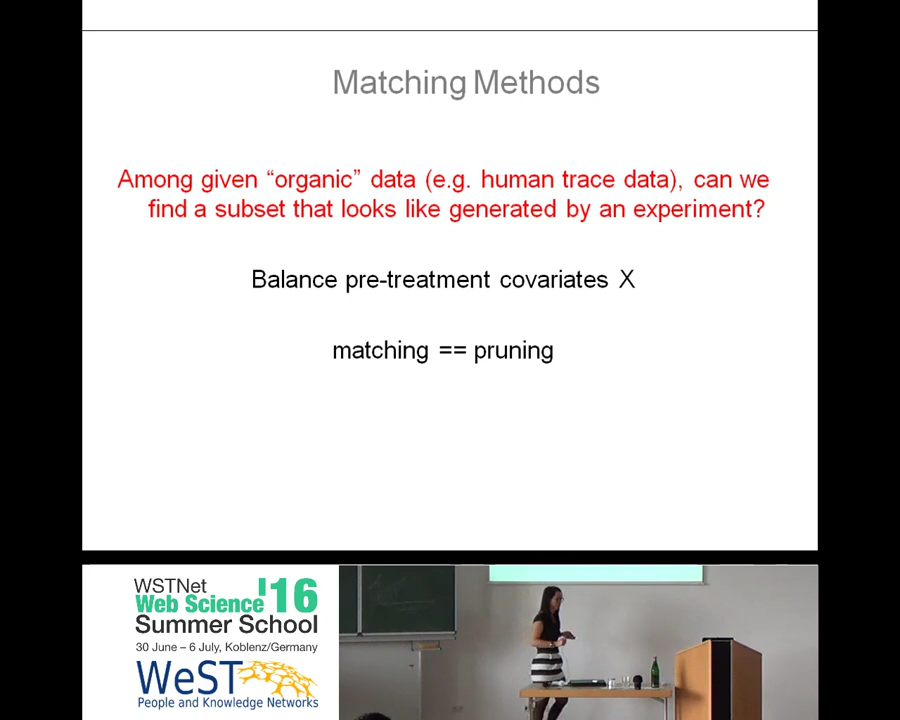 Matching Methods
Among given “organic” data (e.g. human trace data), can we
find a subset that looks like generated by an experiment?
Balance pre-treatment covariates X
matching == pruning
WSTNet
Web Science '16
Summer School
30 June – 6 July, Koblenz/Germany
WeST
People and Knowledge Networks